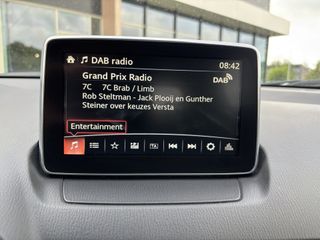 DAB radio
08:42
Grand Prix Radio
DAB
7C 7C Brab / Limb
Rob Steltman - Jack Plooij en Gunther
Steiner over keuzes Versta
Entertainment
TA